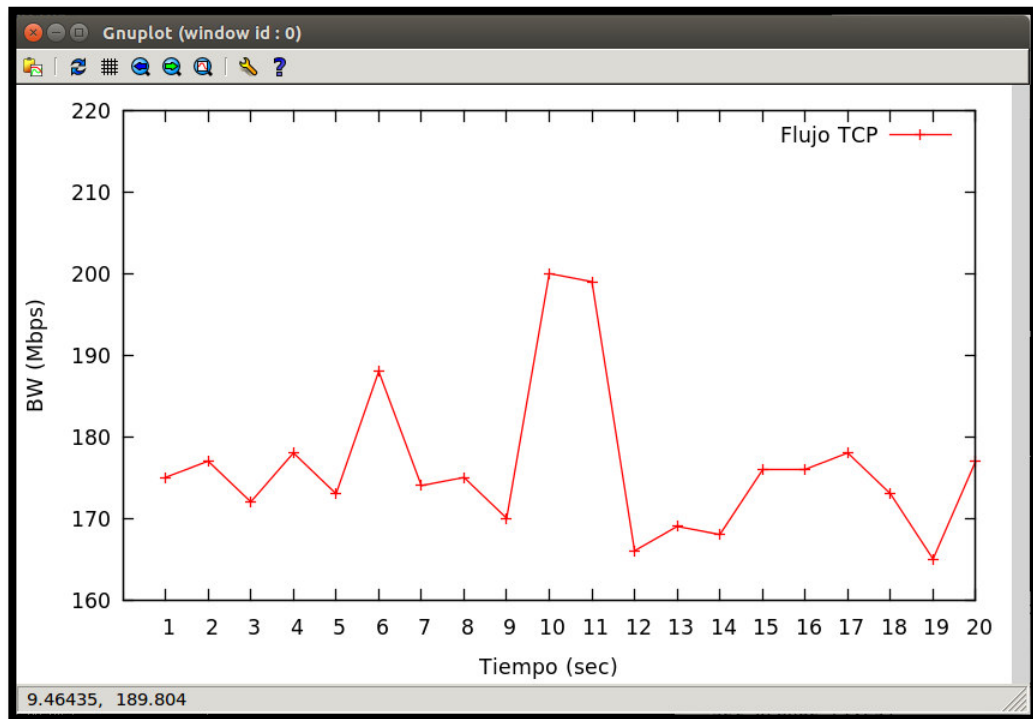 Gnuplot (window id : 0)
?
220
Flujo TCP
210
200
190
180
170
160
BW (Mbps)
1 2 3 4 5 6 7 8 9 10 11 12 13 14 15 16 17 18 19 20
Tiempo (sec)
9.46435, 189.804